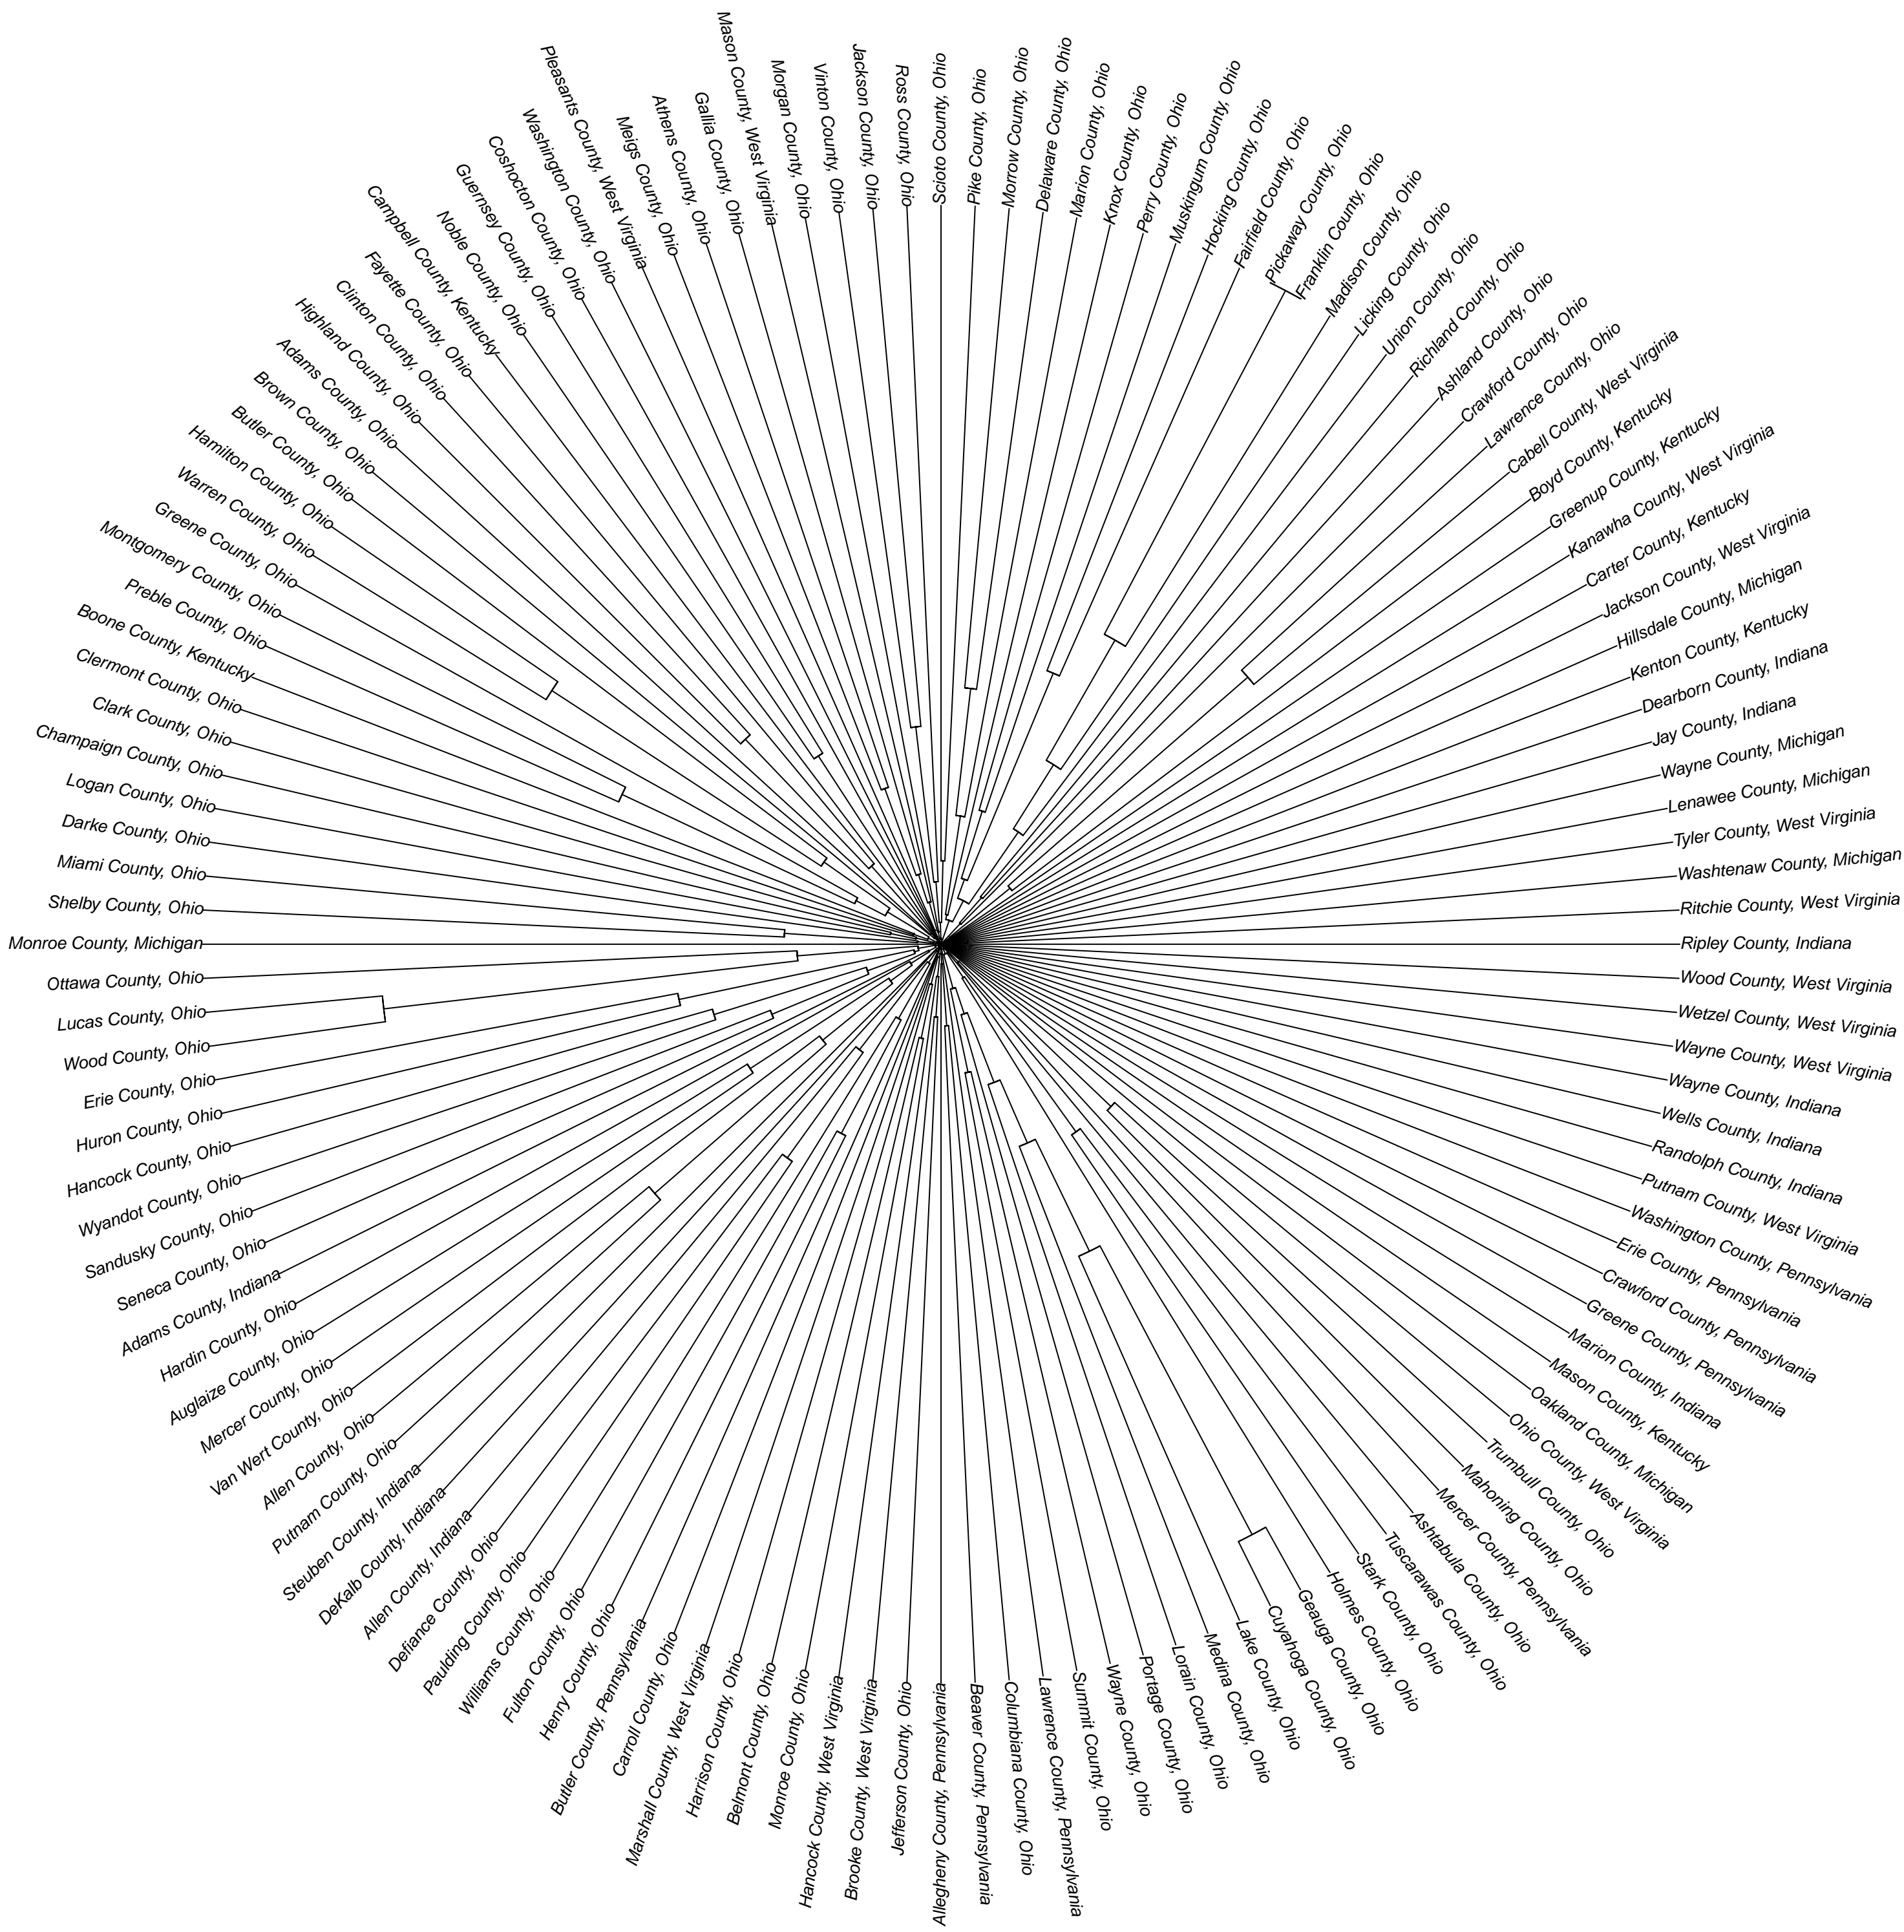 Scioto County, Ohio
Pike County, Ohio
Morrow County, Ohio
Delaware County, Ohio
Marion County, Ohio
Knox County, Ohio
Perry County, Ohio
Muskingum County, Ohio
Hocking County, Ohio
Fairfield County, Ohio
Pickaway County, Ohio
Franklin County, Ohio
Madison County, Ohio
Licking County, Ohio
Union County, Ohio
Richland County, Ohio
Ashland County, Ohio
Crawford County, Ohio
Lawrence County, Ohio
Cabell County, West Virginia
Boyd County, Kentucky
Greenup County, Kentucky
Kanawha County, West Virginia
Carter County, Kentucky
Jackson County, West Virginia
Hillsdale County, Michigan
Kenton County, Kentucky
Dearborn County, Indiana
Jay County, Indiana
Wayne County, Michigan
Lenawee County, Michigan
Tyler County, West Virginia
Washtenaw County, Michigan
Ritchie County, West Virginia
Ripley County, Indiana
Wood County, West Virginia
Wetzel County, West Virginia
Wayne County, West Virginia
Wayne County, Indiana
Wells County, Indiana
Randolph County, Indiana
Putnam County, West Virginia
Washington County, Pennsylvania
Erie County, Pennsylvania
Crawford County, Pennsylvania
Greene County, Pennsylvania
Marion County, Indiana
Mason County, Kentucky
Oakland County, Michigan
Ohio County, West Virginia
Trumbull County, Ohio
Mahoning County, Ohio
Mercer County, Pennsylvania
Ashtabula County, Ohio
Tuscarawas County, Ohio
Stark County, Ohio
Holmes County, Ohio
Geauga County, Ohio
Cuyahoga County, Ohio
Lake County, Ohio
Medina County, Ohio
Lorain County, Ohio
Portage County, Ohio
Wayne County, Ohio
Summit County, Ohio
Lawrence County, Pennsylvania
Columbiana County, Ohio
Beaver County, Pennsylvania
Allegheny County, Pennsylvania
Jefferson County, Ohio
Brooke County, West Virginia
Hancock County, West Virginia
Monroe County, Ohio
Belmont County, Ohio
Harrison County, Ohio
Marshall County, West Virginia
Carroll County, Ohio
Butler County, Pennsylvania
Henry County, Ohio
Fulton County, Ohio
Williams County, Ohio
Paulding County, Ohio
Defiance County, Ohio
Allen County, Indiana
DeKalb County, Indiana
Steuben County, Indiana
Putnam County, Ohio
Allen County, Ohio
Van Wert County, Ohio
Mercer County, Ohio
Auglaize County, Ohio
Hardin County, Ohio
Adams County, Indiana
Seneca County, Ohio
Sandusky County, Ohio
Wyandot County, Ohio
Hancock County, Ohio
Huron County, Ohio
Erie County, Ohio
Wood County, Ohio
Lucas County, Ohio
Ottawa County, Ohio
Monroe County, Michigan
Shelby County, Ohio
Miami County, Ohio
Darke County, Ohio
Logan County, Ohio
Champaign County, Ohio
Clark County, Ohio
Clermont County, Ohio
Boone County, Kentucky
Preble County, Ohio
Montgomery County, Ohio
Greene County, Ohio
Warren County, Ohio
Hamilton County, Ohio
Butler County, Ohio
Brown County, Ohio
Adams County, Ohio
Highland County, Ohio
Clinton County, Ohio
Fayette County, Ohio
Campbell County, Kentucky
Noble County, Ohio
Guernsey County, Ohio
Coshocton County, Ohio
Washington County, Ohio
Pleasants County, West Virginia
Meigs County, Ohio
Athens County, Ohio
Gallia County, Ohio
Mason County, West Virginia
Morgan County, Ohio
Vinton County, Ohio
Jackson County, Ohio
Ross County, Ohio